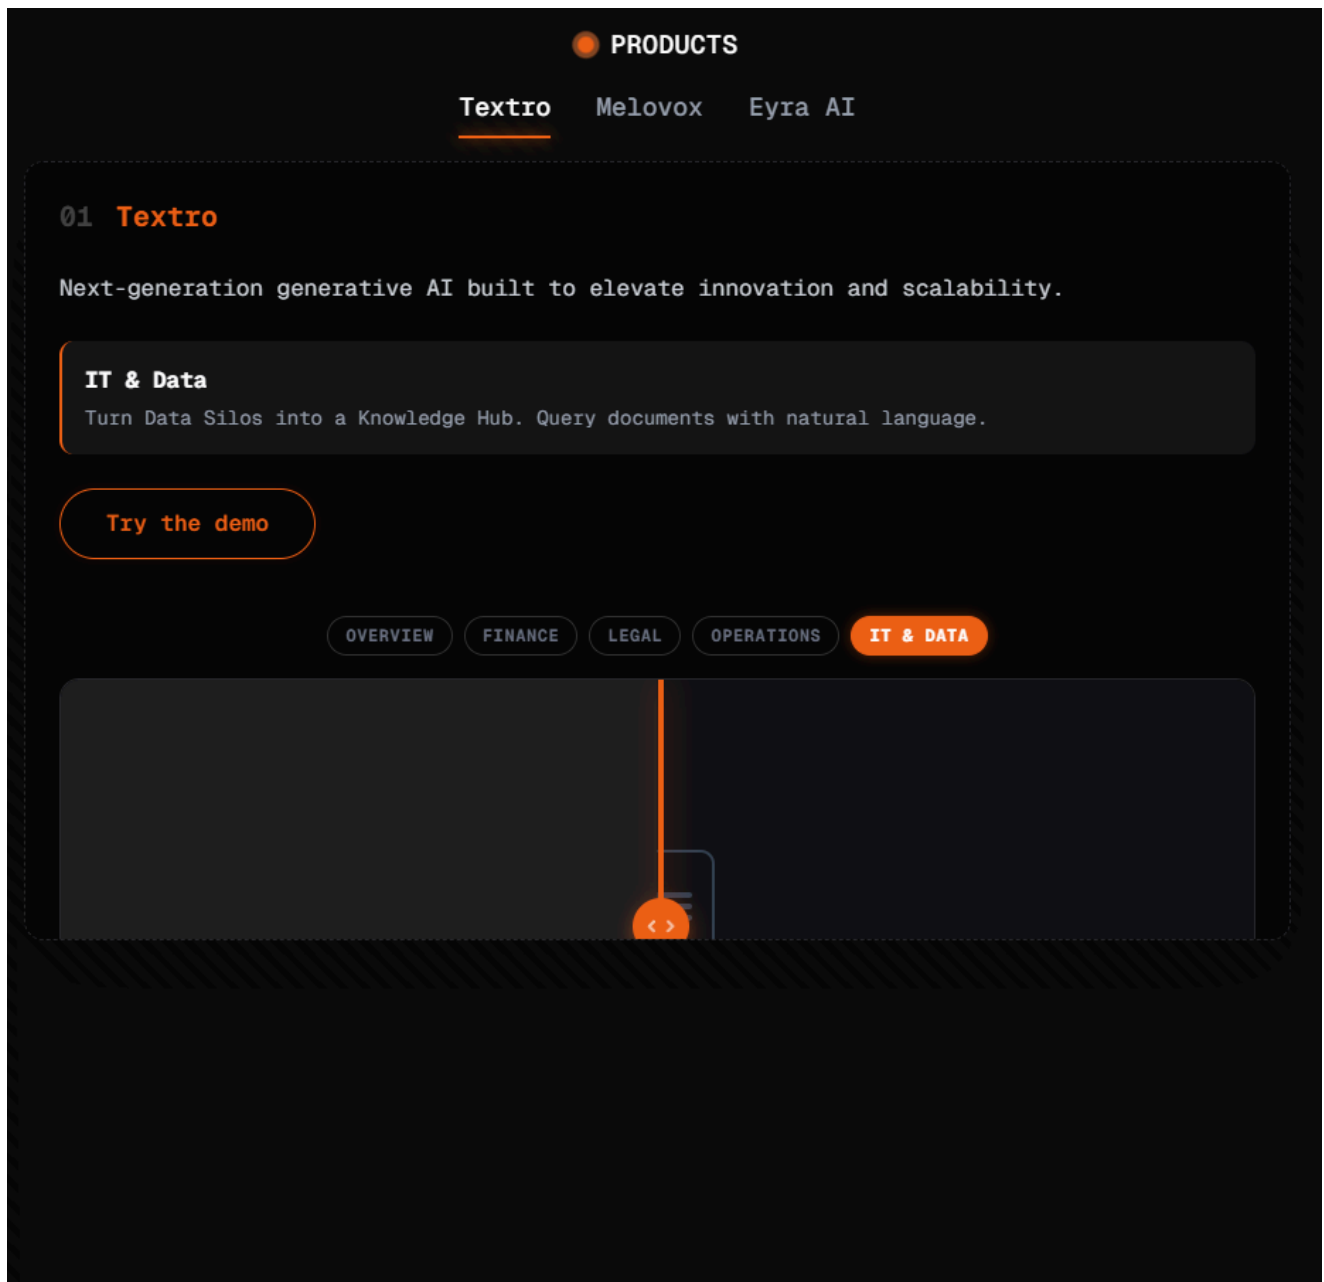 PRODUCTS
Textro Melovox Eyra AI
01 Textro
Next-generation generative AI built to elevate innovation and scalability.
IT & Data
Turn Data Silos into a Knowledge Hub. Query documents with natural language.
Try the demo
OVERVIEW FINANCE LEGAL OPERATIONS IT & DATA